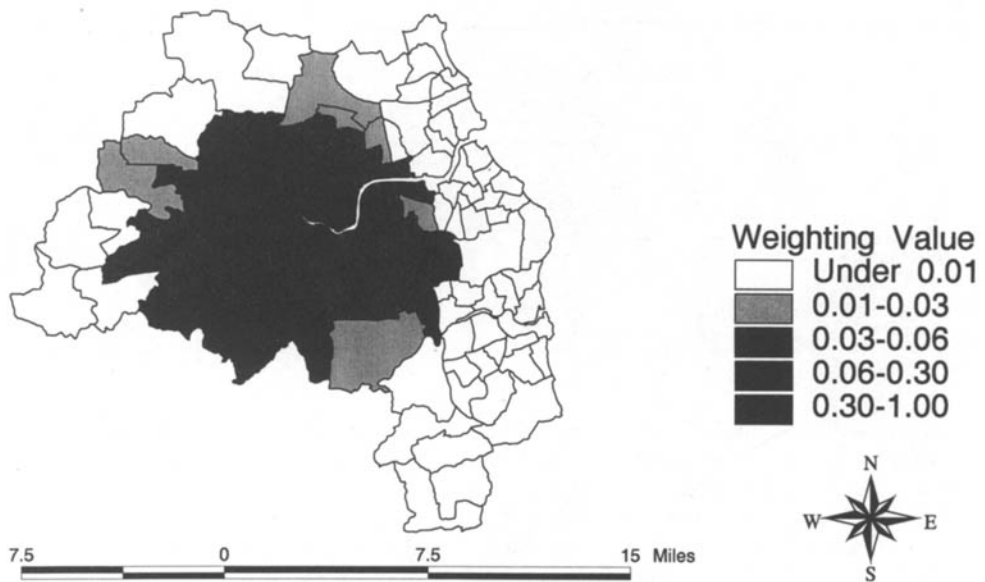 Weighting Value
Under 0.01
0.01-0.03
0.03-0.06
0.06-0.30
0.30-1.00
N
W E
S
7.5 0 7.5 15 Miles